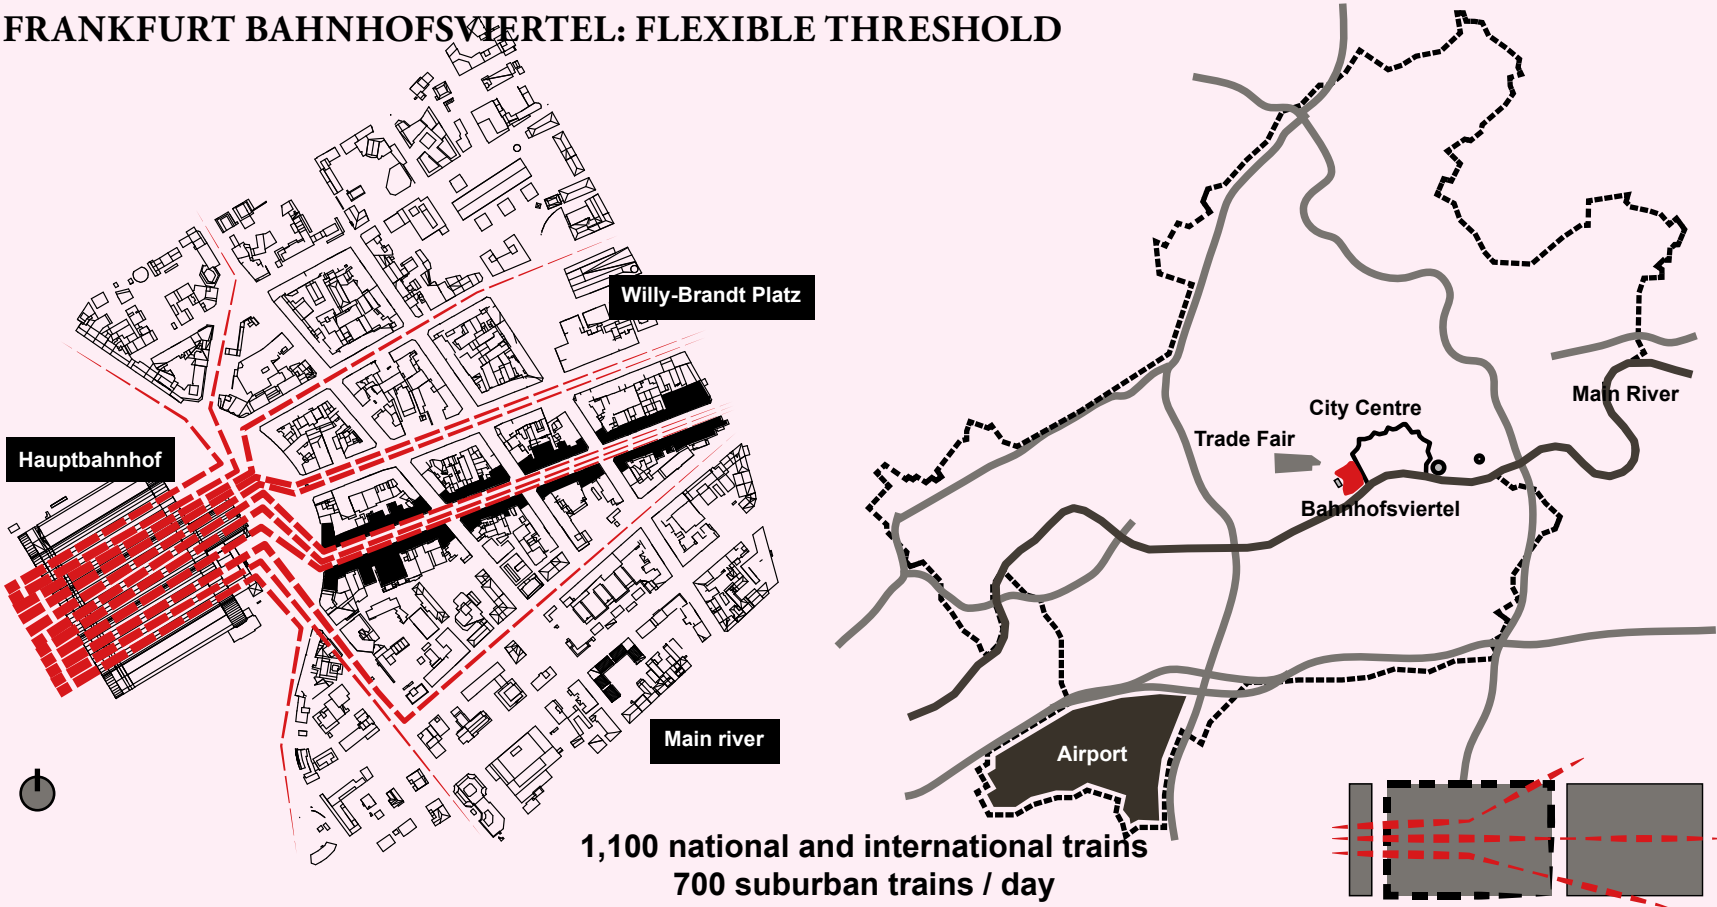 FRANKFURT BAHNHOFSVIERTEL: FLEXIBLE THRESHOLD
Willy-Brandt Platz
Hauptbahnhof
Main river
City Centre
Trade Fair
Main River
Bahnhofsviertel
Airport
1,100 national and international trains
700 suburban trains / day